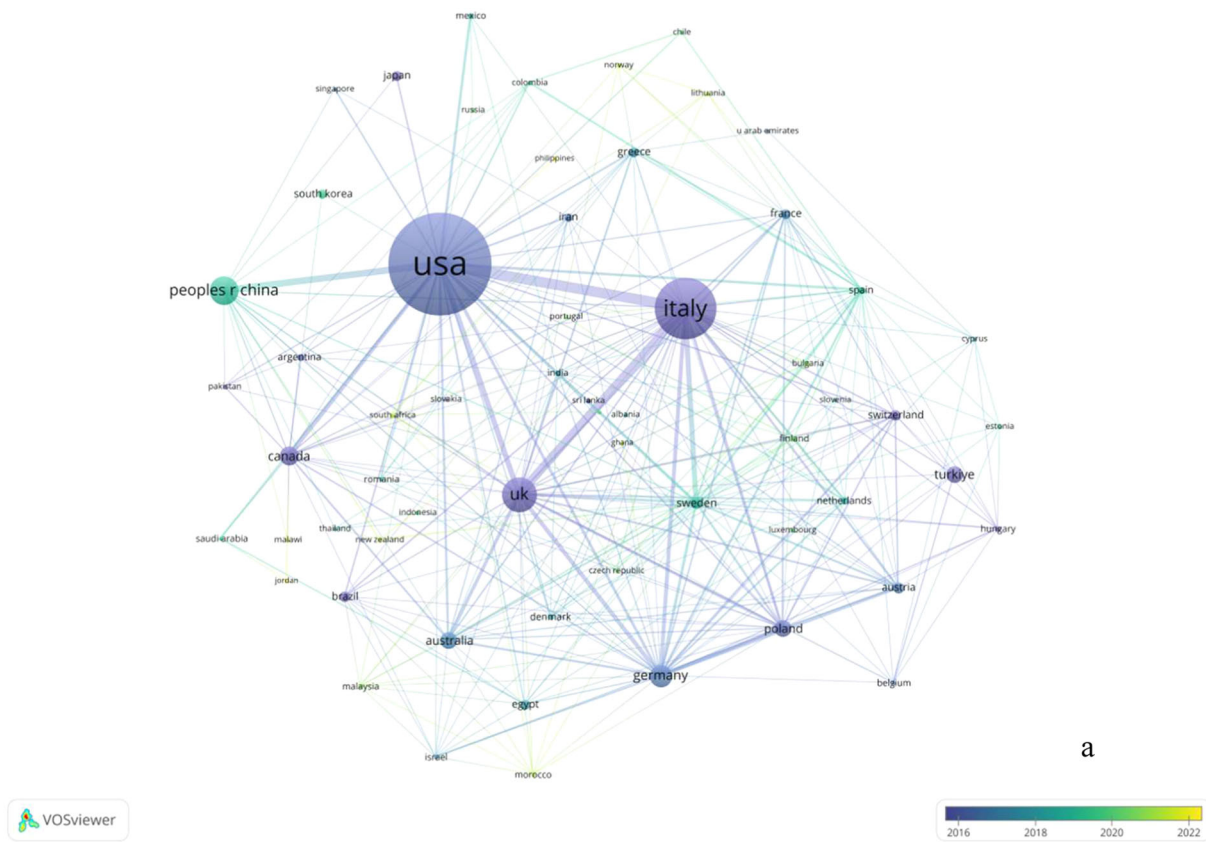 mexico
chile
norway
japan
colombia
singapore
lithuania
russia
u arab emirates
greece
philippines
south korea
france
iran
usa
peoples r china
spain
italy
portugal
cyprus
argentina
bulgaria
india
pakistan
slovakia
sri lanka
slovenia
south africa
albania
switzerland
estonia
ghana
finland
canada
turkiye
romania
uk
sweden
netherlands
indonesia
thailand
luxembourg
hungary
saudi arabia
malawi
new zealand
czech republic
jordan
austria
brazil
denmark
poland
australia
germany
belgium
malaysia
egypt
a
israel
morocco
VOSviewer
2016 2018 2020 2022